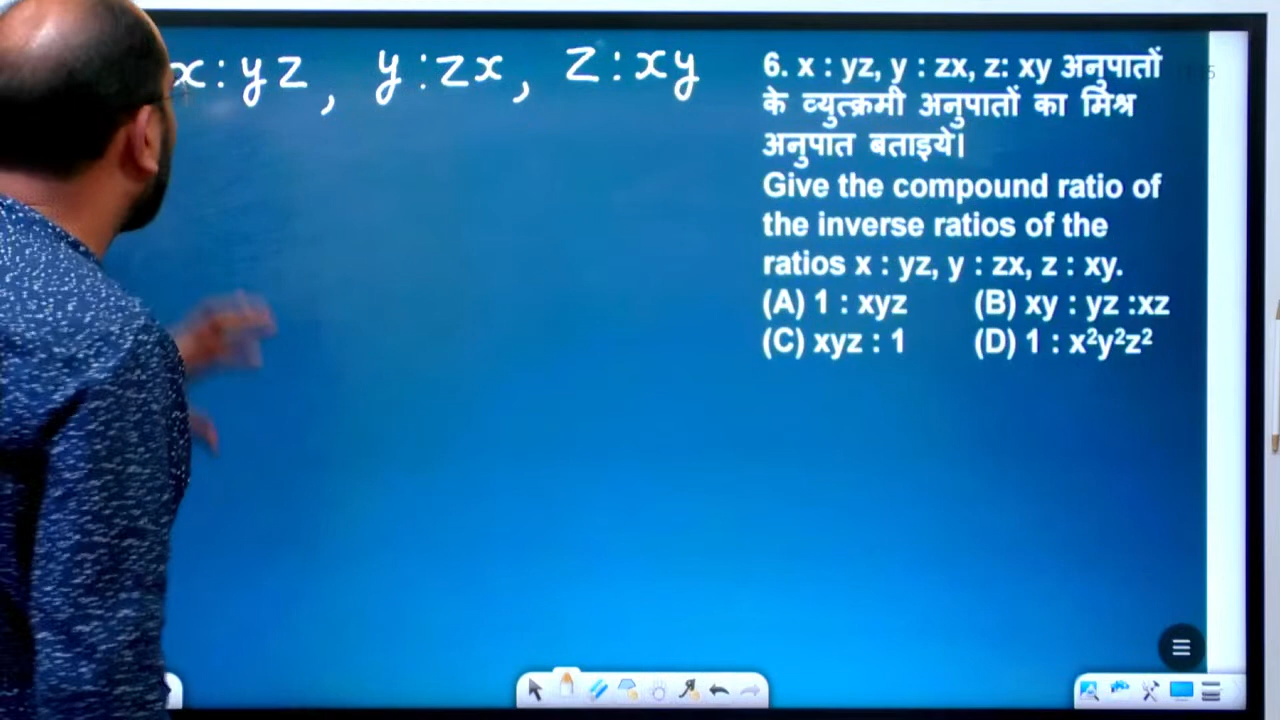 x : yz , y : zx , z : xy
6. x : yz, y : zx, z: xy अनुपातों
के व्युत्क्रमी अनुपातों का मिश्र
अनुपात बताइये।
Give the compound ratio of
the inverse ratios of the
ratios x : yz, y : zx, z : xy.
(A) 1 : xyz (B) xy : yz :xz
(C) xyz : 1 (D) 1 : x²y²z²